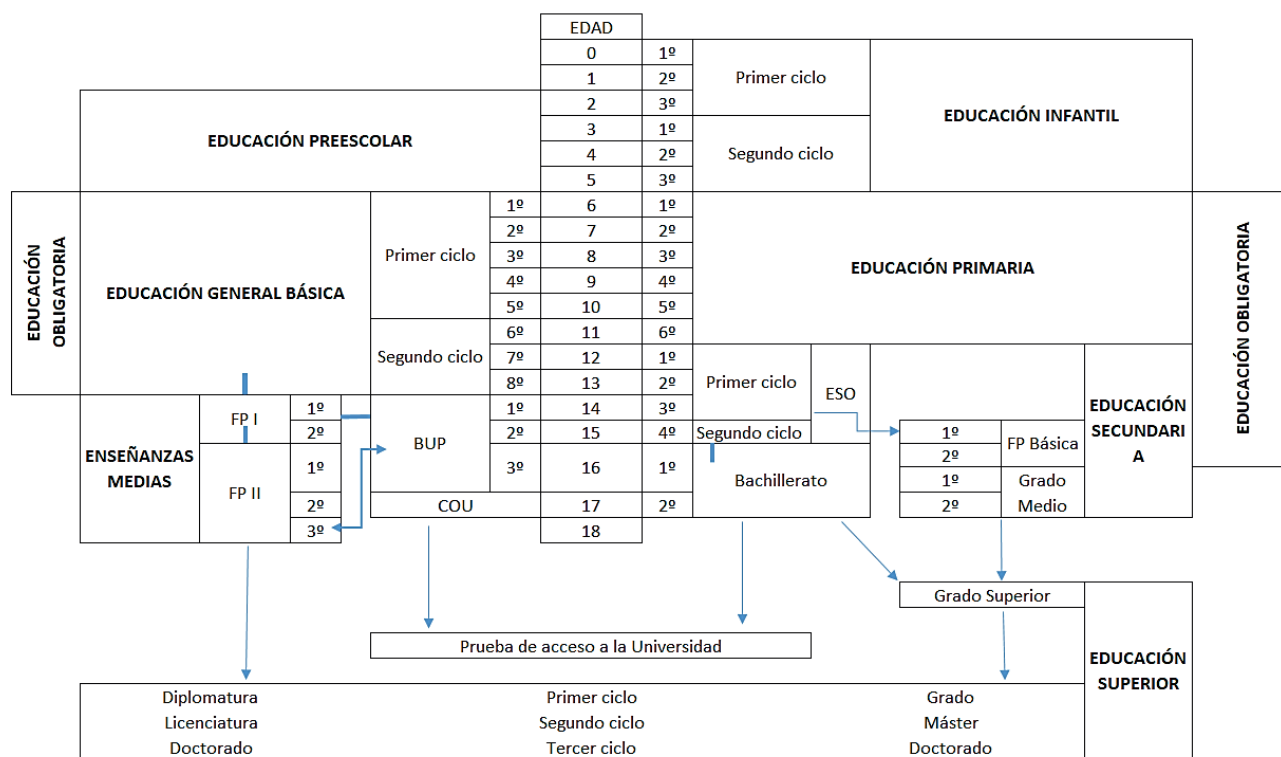 EDAD
0 1º
Primer ciclo
1 2º
2 3º
EDUCACIÓN PREESCOLAR
EDUCACIÓN INFANTIL
3 1º
4 2º
Segundo ciclo
5 3º
EDUCACIÓN
OBLIGATORIA
EDUCACIÓN GENERAL BÁSICA
Primer ciclo
1º 6 1º
2º 7 2º
3º 8 3º
4º 9 4º
5º 10 5º
EDUCACIÓN PRIMARIA
EDUCACIÓN OBLIGATORIA
Segundo ciclo
6º 11 6º
7º 12 1º
8º 13 2º
Primer ciclo
ESO
ENSEÑANZAS
MEDIAS
FP I
1º
2º
FP II
1º
2º
3º
BUP
1º 14 3º
2º 15 4º
Segundo ciclo
3º 16 1º
Bachillerato
COU
17 2º
18
1º
2º
FP Básica
1º
2º
Grado
Medio
EDUCACIÓN
SECUNDARI
A
Grado Superior
Prueba de acceso a la Universidad
EDUCACIÓN
SUPERIOR
Diplomatura Primer ciclo Grado
Licenciatura Segundo ciclo Máster
Doctorado Tercer ciclo Doctorado